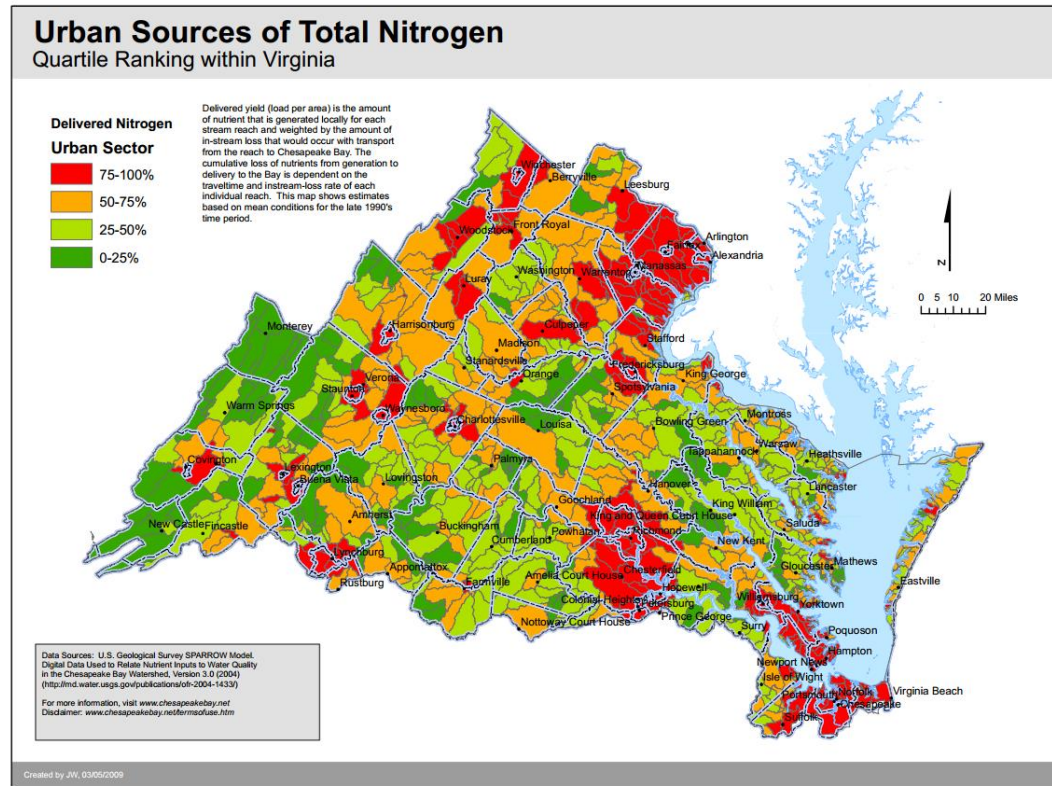 Urban Sources of Total Nitrogen
Quartile Ranking within Virginia
Delivered Nitrogen
Urban Sector
75-100%
50-75%
25-50%
0-25%
Delivered yield (load per area) is the amount
of nutrient that is generated locally for each
stream reach and weighted by the amount of
in-stream loss that would occur with transport
from the reach to Chesapeake Bay. The
cumulative loss of nutrients from generation to
delivery to the Bay is dependent on the
traveltime and instream-loss rate of each
individual reach. This map shows estimates
based on mean conditions for the late 1990's
time period.
Winchester
Berryville
Leesburg
Woodstock
Front Royal
Arlington
Fairfax
Alexandria
Manassas
Washington
Warrenton
Luray
N
0 5 10 20 Miles
Monterey
Harrisonburg
Culpeper
Stafford
Madison
Stanardsville
Fredericksburg
King George
Orange
Spotsylvania
Verona
Staunton
Waynesboro
Warm Springs
Charlottesville
Louisa
Bowling Green
Montross
Warsaw
Tappahannock
Heathsville
Covington
Lexington
Buena Vista
Palmyra
Lovingston
Hanover
Lancaster
Goochland
King William
King and Queen Court House
Richmond
Saluda
New Castle
Fincastle
Amherst
Buckingham
Powhatan
Cumberland
New Kent
Lynchburg
Appomattox
Rustburg
Farmville
Amelia Court House
Chesterfield
Gloucester
Mathews
Eastville
Hopewell
Colonial Heights
Petersburg
Prince George
Williamsburg
Yorktown
Nottoway Court House
Surry
Poquoson
Hampton
Newport News
Isle of Wight
Portsmouth
Norfolk
Virginia Beach
Chesapeake
Suffolk
Data Sources: U.S. Geological Survey SPARROW Model.
Digital Data Used to Relate Nutrient Inputs to Water Quality
in the Chesapeake Bay Watershed, Version 3.0 (2004)
(http://md.water.usgs.gov/publications/ofr-2004-1433/)
For more information, visit www.chesapeakebay.net
Disclaimer: www.chesapeakebay.net/termsofuse.htm
Created by JW, 03/05/2009